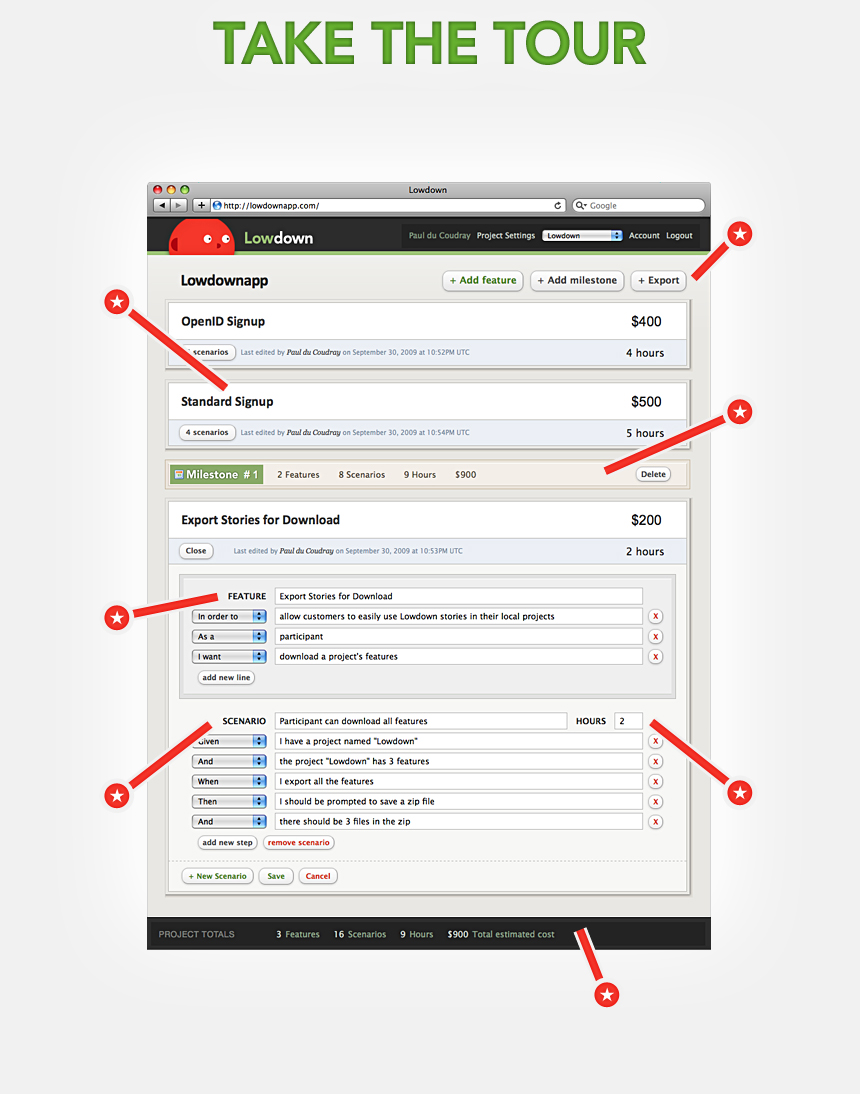 TAKE THE TOUR
Lowdown
http://lowdownapp.com/
Google
Lowdown
Paul du Coudray Project Settings Lowdown Account Logout
Lowdownapp
+ Add feature + Add milestone + Export
OpenID Signup $400
scenarios Last edited by Paul du Coudray on September 30, 2009 at 10:52PM UTC 4 hours
Standard Signup $500
4 scenarios Last edited by Paul du Coudray on September 30, 2009 at 10:54PM UTC 5 hours
Milestone #1 2 Features 8 Scenarios 9 Hours $900 Delete
Export Stories for Download $200
Close Last edited by Paul du Coudray on September 30, 2009 at 10:53PM UTC 2 hours
FEATURE Export Stories for Download
In order to allow customers to easily use Lowdown stories in their local projects X
As a participant X
I want download a project's features X
add new line
SCENARIO Participant can download all features HOURS 2
Given I have a project named "Lowdown" X
And the project "Lowdown" has 3 features X
When I export all the features X
Then I should be prompted to save a zip file X
And there should be 3 files in the zip X
add new step remove scenario
+ New Scenario Save Cancel
PROJECT TOTALS 3 Features 16 Scenarios 9 Hours $900 Total estimated cost